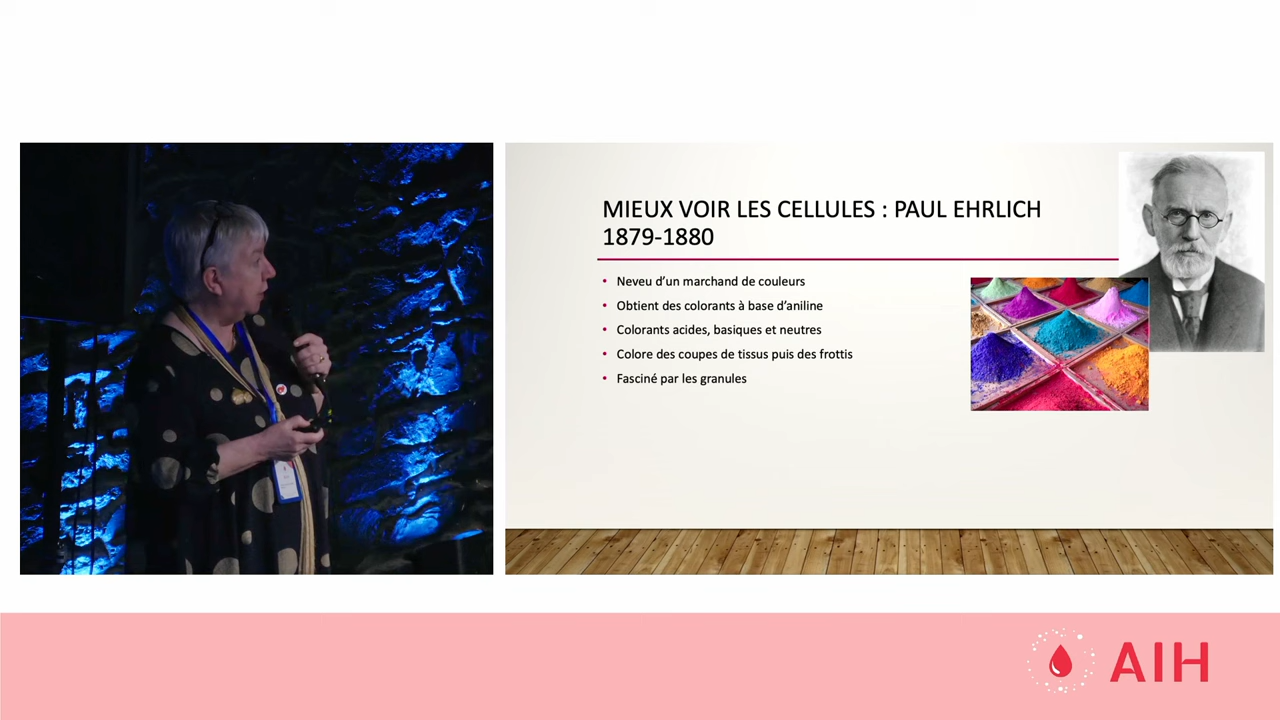 MIEUX VOIR LES CELLULES : PAUL EHRLICH
1879-1880
• Neveu d'un marchand de couleurs
• Obtient des colorants à base d'aniline
• Colorants acides, basiques et neutres
• Colore des coupes de tissus puis des frottis
• Fasciné par les granules
AIH